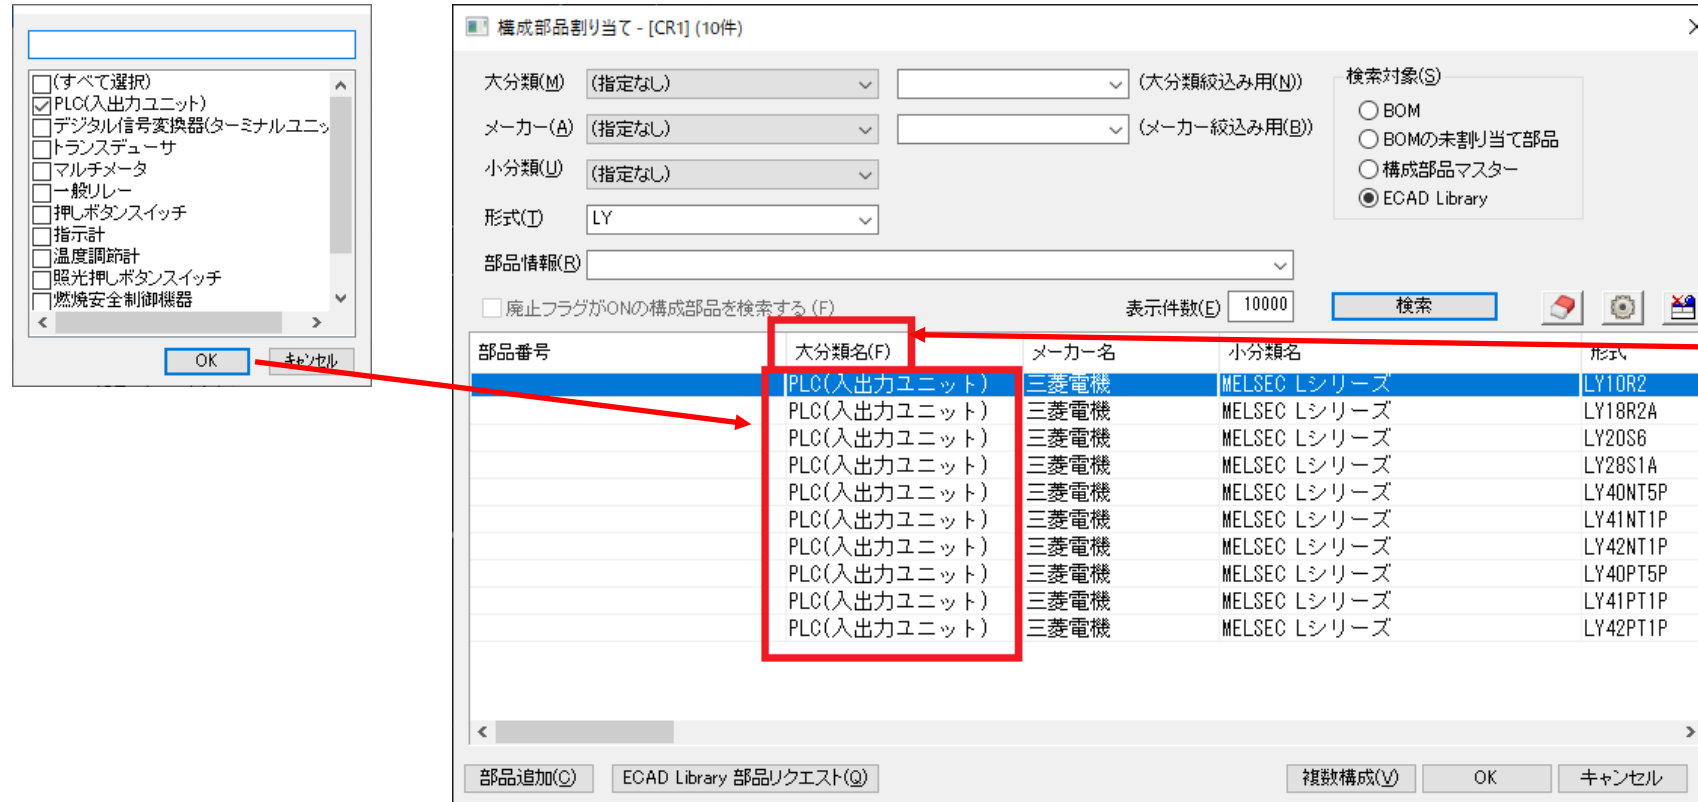 (すべて選択)
PLC(入出力ユニット)
デジタル信号変換器(ターミナルユニッ
トランスデューサ
マルチメータ
一般リレー
押しボタンスイッチ
指示計
温度調節計
照光押しボタンスイッチ
燃焼安全制御機器
OK キャンセル
構成部品割り当て - [CR1] (10件)
大分類(M) (指定なし) (大分類絞込み用(N))
メーカー(A) (指定なし) (メーカー絞込み用(B))
小分類(U) (指定なし)
形式(T) LY
部品情報(R)
検索対象(S)
BOM
BOMの未割り当て部品
構成部品マスター
ECAD Library
廃止フラグがONの構成部品を検索する (F) 表示件数(E) 10000 検索
部品番号 大分類名(F) メーカー名 小分類名 形式
PLC(入出力ユニット) 三菱電機 MELSEC Lシリーズ LY10R2
PLC(入出力ユニット) 三菱電機 MELSEC Lシリーズ LY18R2A
PLC(入出力ユニット) 三菱電機 MELSEC Lシリーズ LY20S6
PLC(入出力ユニット) 三菱電機 MELSEC Lシリーズ LY28S1A
PLC(入出力ユニット) 三菱電機 MELSEC Lシリーズ LY40NT5P
PLC(入出力ユニット) 三菱電機 MELSEC Lシリーズ LY41NT1P
PLC(入出力ユニット) 三菱電機 MELSEC Lシリーズ LY42NT1P
PLC(入出力ユニット) 三菱電機 MELSEC Lシリーズ LY40PT5P
PLC(入出力ユニット) 三菱電機 MELSEC Lシリーズ LY41PT1P
PLC(入出力ユニット) 三菱電機 MELSEC Lシリーズ LY42PT1P
部品追加(C) ECAD Library 部品リクエスト(Q) 複数構成(V) OK キャンセル